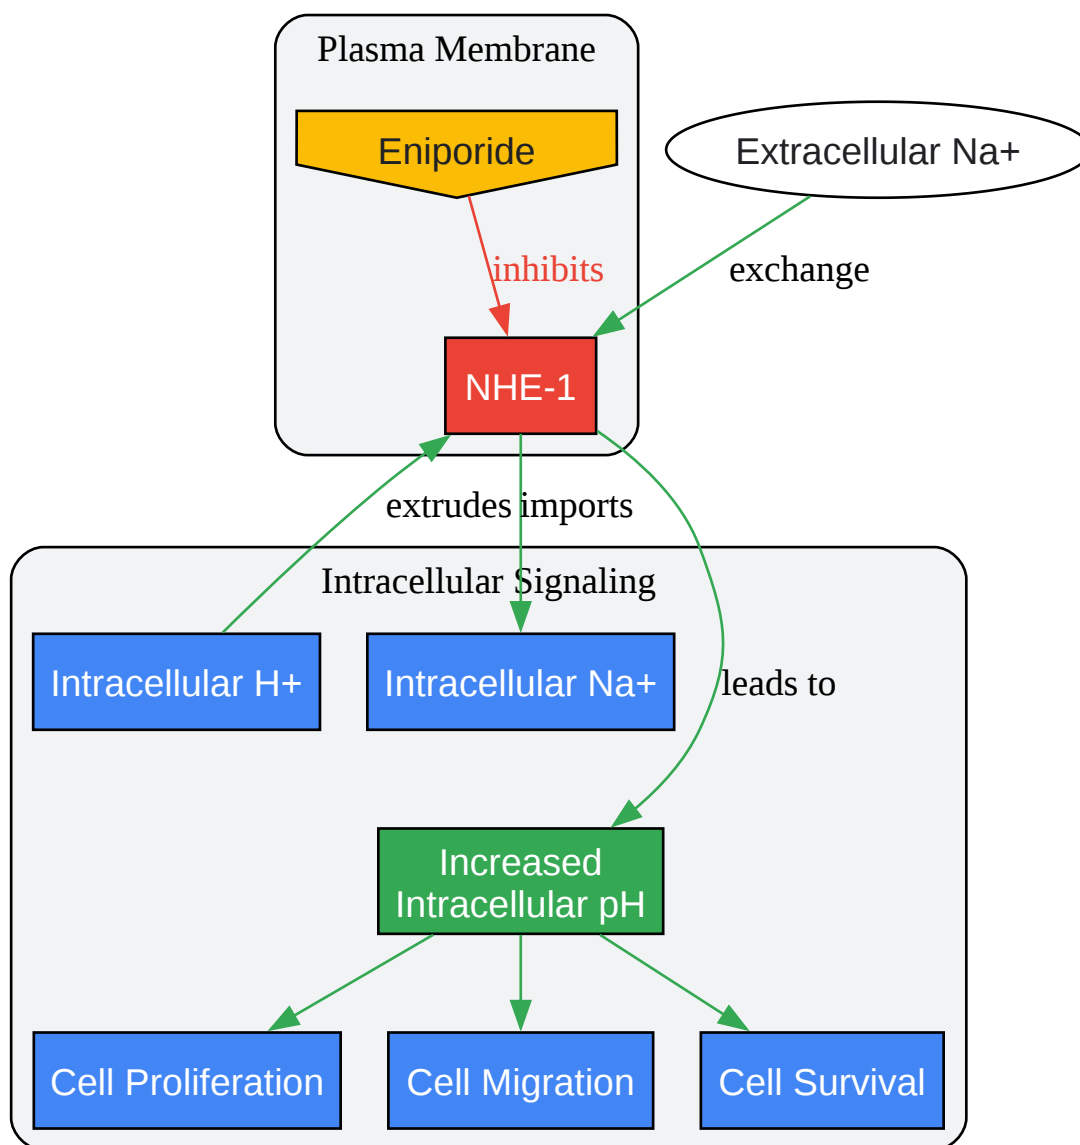 Plasma Membrane
Eniporide
Extracellular Na+
inhibits
exchange
NHE-1
extrudes
imports
Intracellular Signaling
Intracellular H+
Intracellular Na+
leads to
Increased
Intracellular pH
Cell Proliferation
Cell Migration
Cell Survival